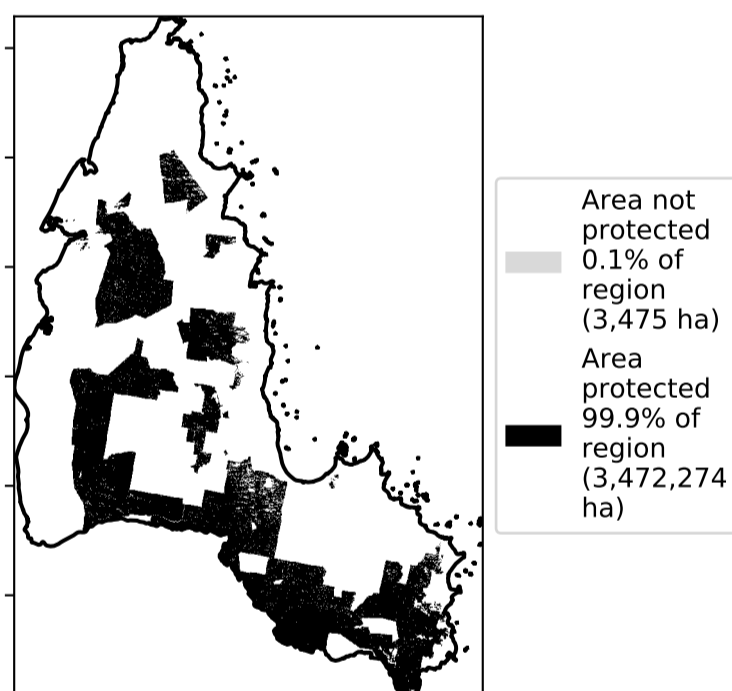 Area not
protected
0.1% of
region
(3,475 ha)
Area
protected
99.9% of
region
(3,472,274
ha)